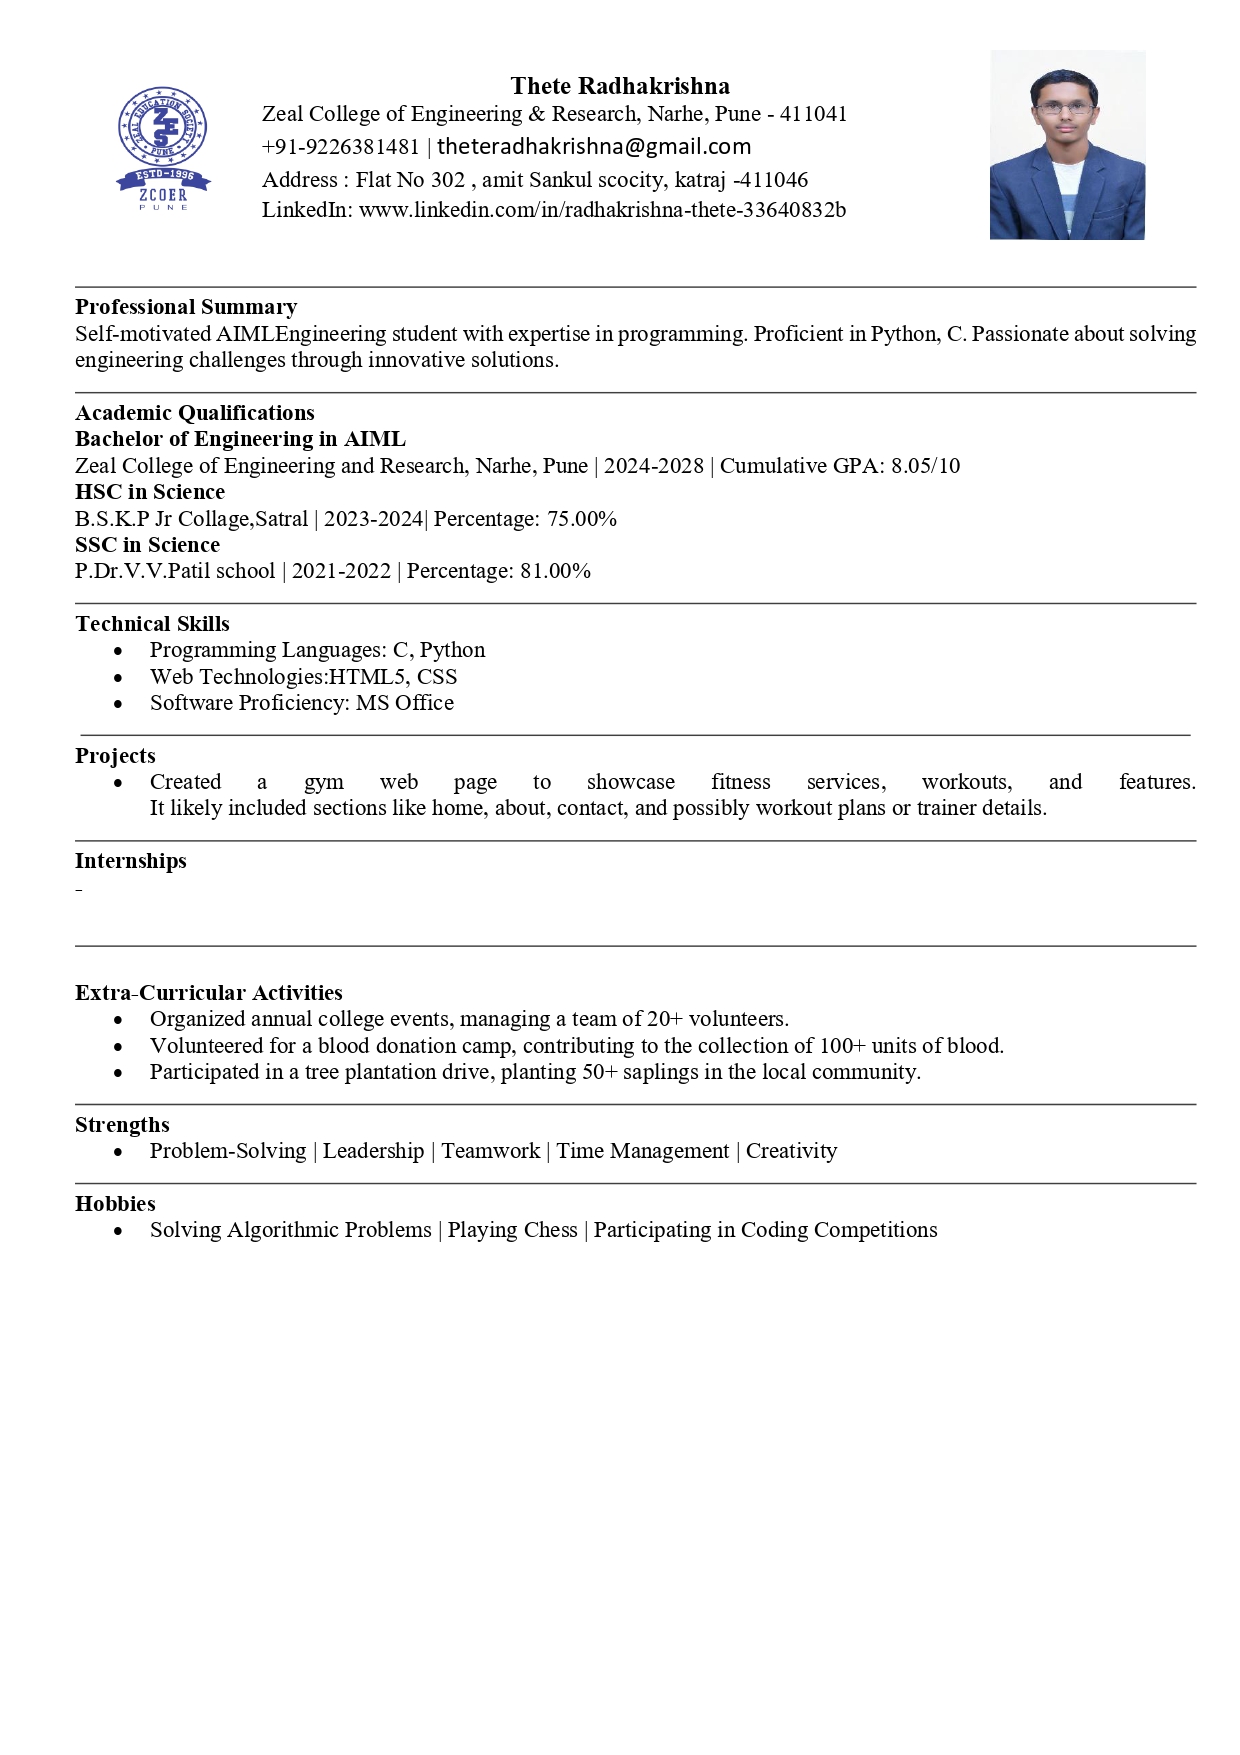 Thete Radhakrishna
Zeal College of Engineering & Research, Narhe, Pune - 411041
+91-9226381481 | theteradhakrishna@gmail.com
Address : Flat No 302 , amit Sankul scocity, katraj -411046
LinkedIn: www.linkedin.com/in/radhakrishna-thete-33640832b
ZEAL EDUCATION SOCIETY
ZES
PUNE
ESTD-1996
ZCOER
PUNE
Professional Summary
Self-motivated AIMLEngineering student with expertise in programming. Proficient in Python, C. Passionate about solving
engineering challenges through innovative solutions.
Academic Qualifications
Bachelor of Engineering in AIML
Zeal College of Engineering and Research, Narhe, Pune | 2024-2028 | Cumulative GPA: 8.05/10
HSC in Science
B.S.K.P Jr Collage,Satral | 2023-2024| Percentage: 75.00%
SSC in Science
P.Dr.V.V.Patil school | 2021-2022 | Percentage: 81.00%
Technical Skills
• Programming Languages: C, Python
• Web Technologies:HTML5, CSS
• Software Proficiency: MS Office
Projects
• Created a gym web page to showcase fitness services, workouts, and features.
It likely included sections like home, about, contact, and possibly workout plans or trainer details.
Internships
-
Extra-Curricular Activities
• Organized annual college events, managing a team of 20+ volunteers.
• Volunteered for a blood donation camp, contributing to the collection of 100+ units of blood.
• Participated in a tree plantation drive, planting 50+ saplings in the local community.
Strengths
• Problem-Solving | Leadership | Teamwork | Time Management | Creativity
Hobbies
• Solving Algorithmic Problems | Playing Chess | Participating in Coding Competitions